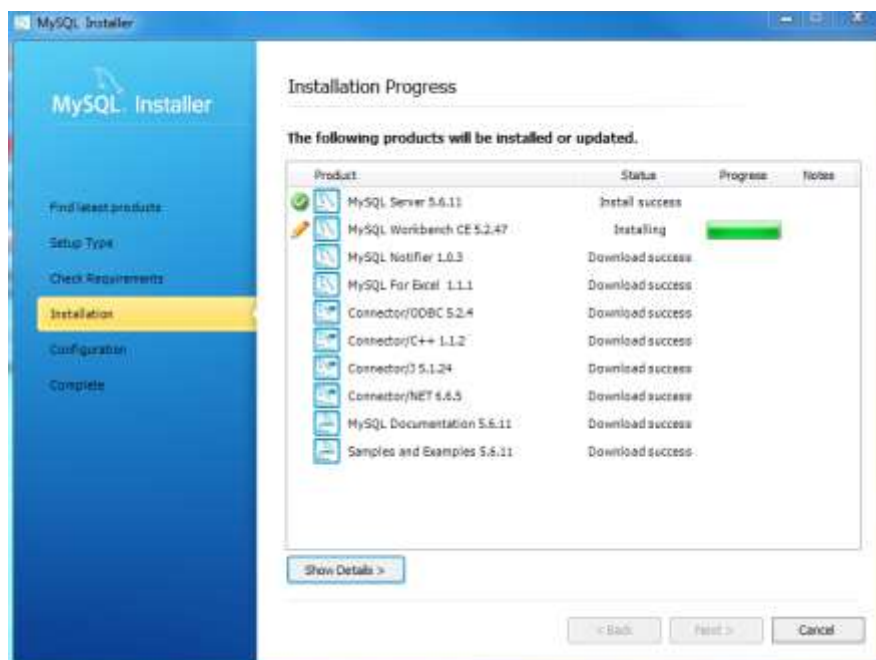 MySQL Installer
MySQL Installer
Find latest products
Setup Type
Check Requirements
Installation
Configuration
Complete
Installation Progress
The following products will be installed or updated.
Product Status Progress Notes
MySQL Server 5.6.11 Install success
MySQL Workbench CE 5.2.47 Installing
MySQL Notifier 1.0.3 Download success
MySQL For Excel 1.1.1 Download success
Connector/ODBC 5.2.4 Download success
Connector/C++ 1.1.2 Download success
Connector/J 5.1.24 Download success
Connector/NET 6.6.5 Download success
MySQL Documentation 5.6.11 Download success
Samples and Examples 5.6.11 Download success
Show Details >
< Back Next > Cancel